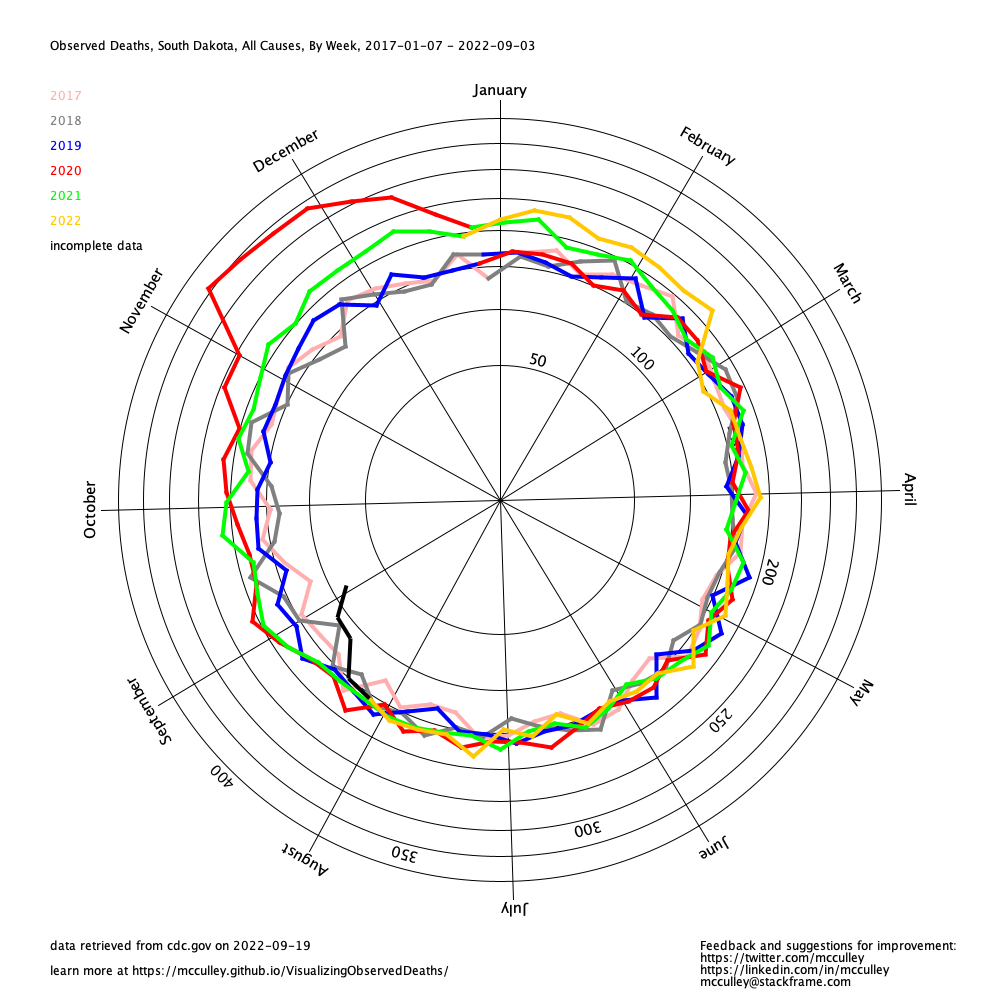 Observed Deaths, South Dakota, All Causes, By Week, 2017-01-07 - 2022-09-03
January
2017
2018
2019
2020
2021
2022
incomplete data
December
February
November
March
50
100
October
April
200
September
May
250
400
300
350
August
June
July
data retrieved from cdc.gov on 2022-09-19
learn more at https://mcculley.github.io/VisualizingObservedDeaths/
Feedback and suggestions for improvement:
https://twitter.com/mcculley
https://linkedin.com/in/mcculley
mcculley@stackframe.com